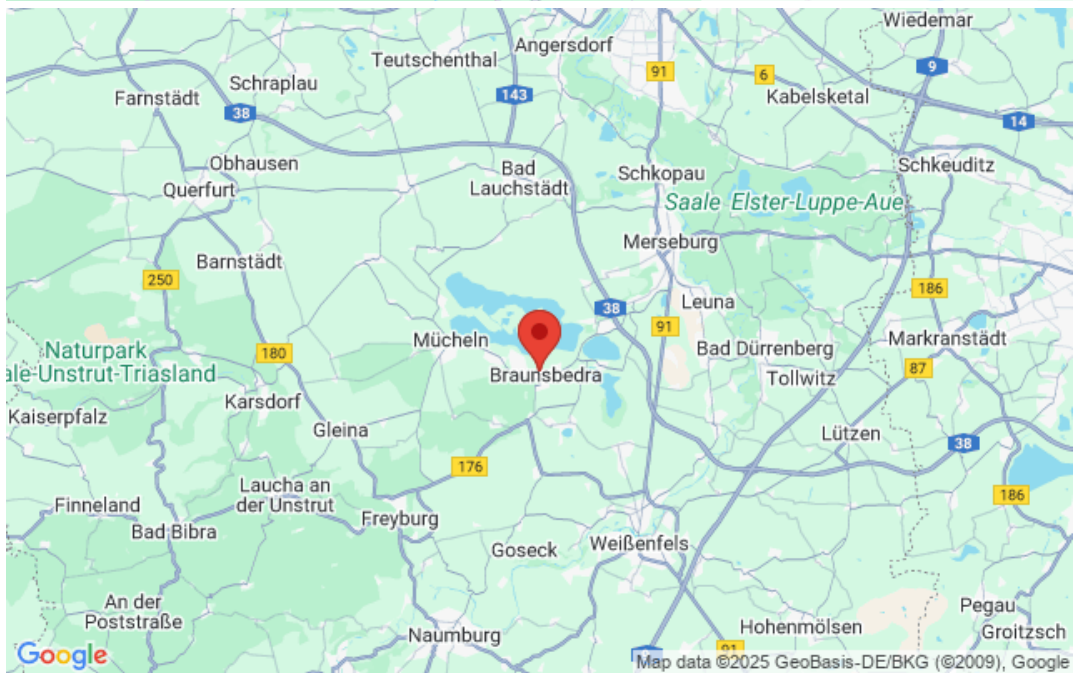 Wiedemar
Angersdorf
Teutschenthal
91
6
9
Schraplau
143
Kabelsketal
Farnstädt
38
14
Obhausen
Bad
Lauchstädt
Schkopau
Schkeuditz
Querfurt
Saale Elster-Luppe-Aue
Merseburg
Barnstädt
250
186
38
Leuna
91
Mücheln
Markranstädt
Naturpark
ale-Unstrut-Triasland
180
Bad Dürrenberg
87
Braunsbedra
Tollwitz
Karsdorf
Kaiserpfalz
Gleina
Lützen
38
176
Laucha an
der Unstrut
186
Finneland
Freyburg
Bad Bibra
Goseck
Weißenfels
An der
Poststraße
Pegau
Naumburg
Hohenmölsen
Groitzsch
91
Google
Map data ©2025 GeoBasis-DE/BKG (©2009), Google